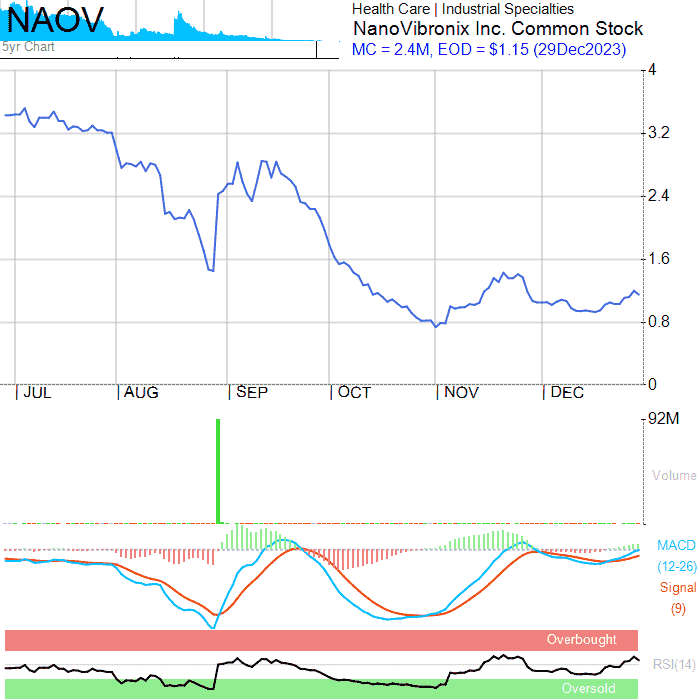 NAOV
5yr Chart
Health Care | Industrial Specialties
NanoVibronix Inc. Common Stock
MC = 2.4M, EOD = $1.15 (29Dec2023)
4
3.2
2.4
1.6
0.8
0
JUL AUG SEP OCT NOV DEC
92M
Volume
MACD
(12-26)
Signal
(9)
Overbought
RSI(14)
Oversold